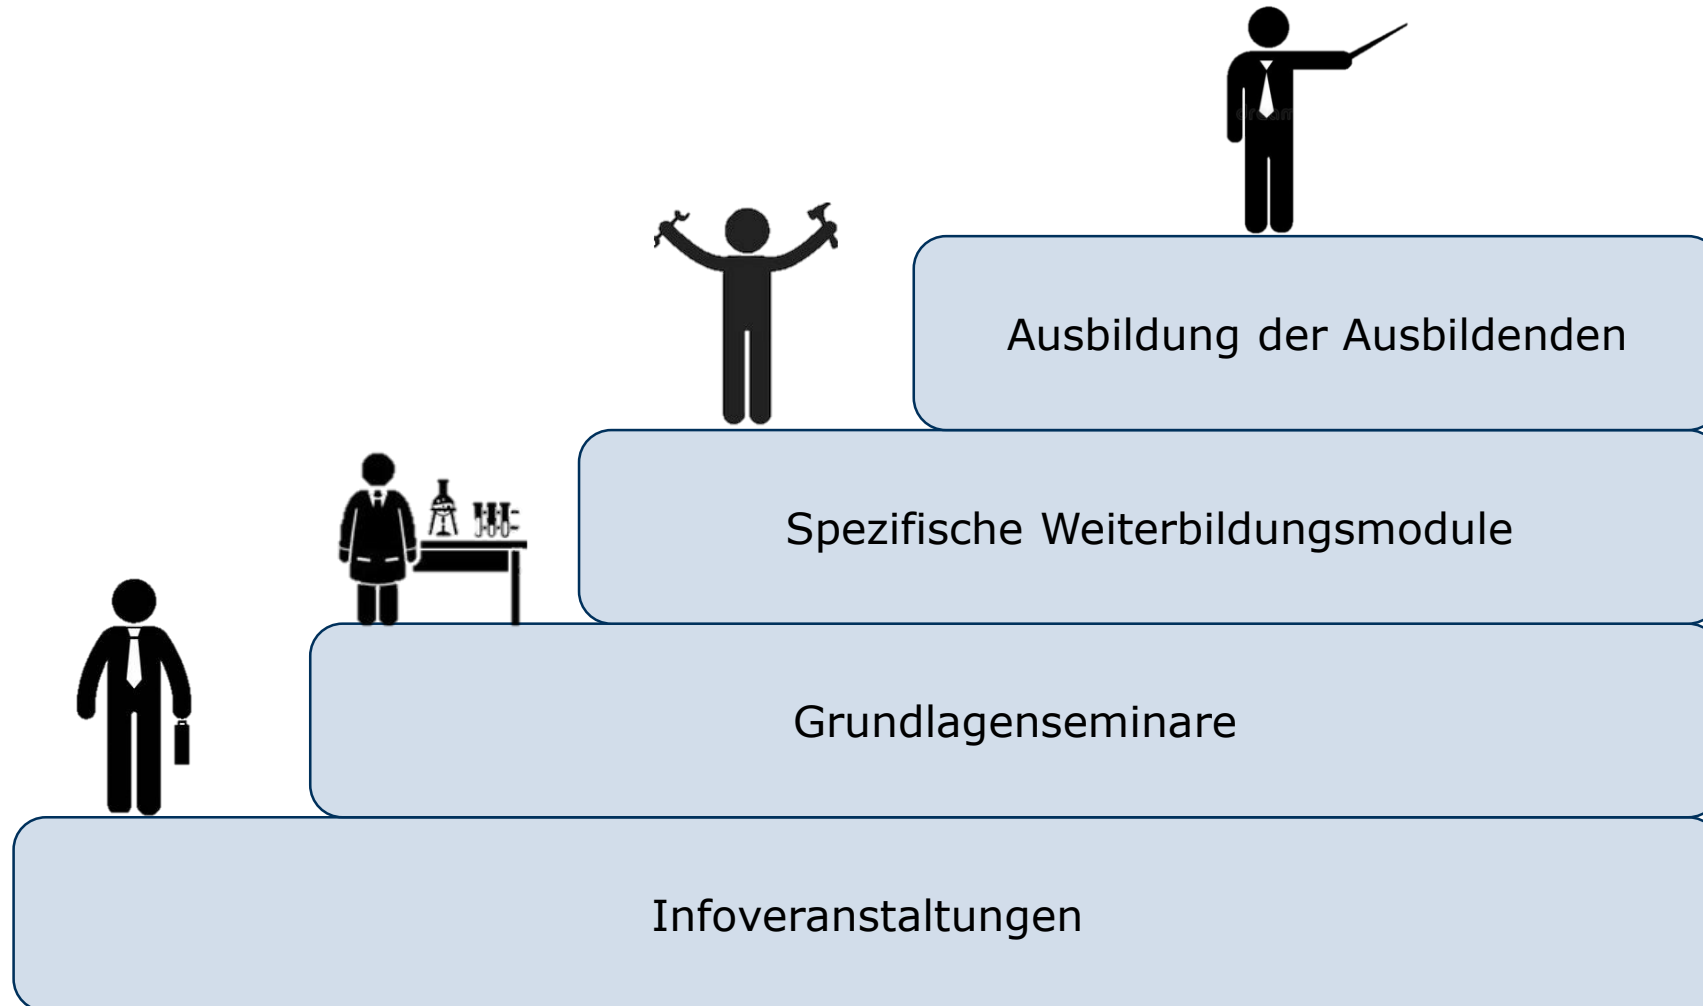 Ausbildung der Ausbildenden
Spezifische Weiterbildungsmodule
Grundlagenseminare
Infoveranstaltungen